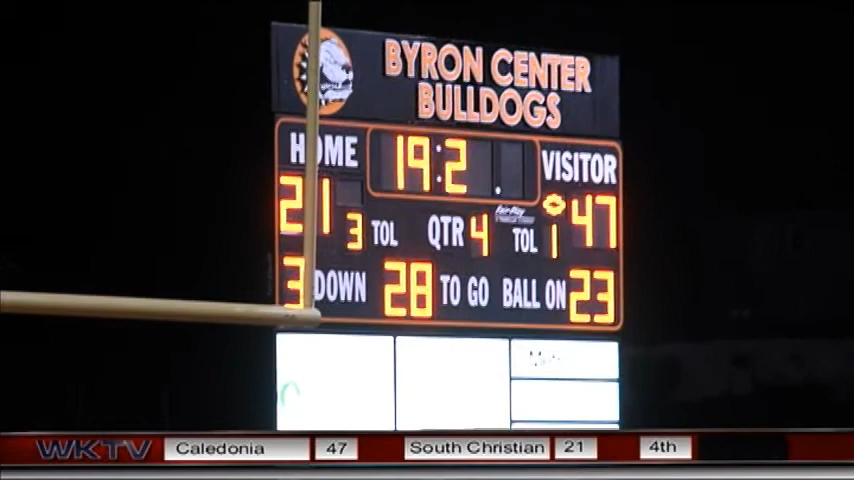 BYRON CENTER
BULLDOGS
HOME 19:2 . VISITOR
21 3 TOL QTR 4 TOL 1 47
3 DOWN 28 TO GO BALL ON 23
WKTV Caledonia 47 South Christian 21 4th